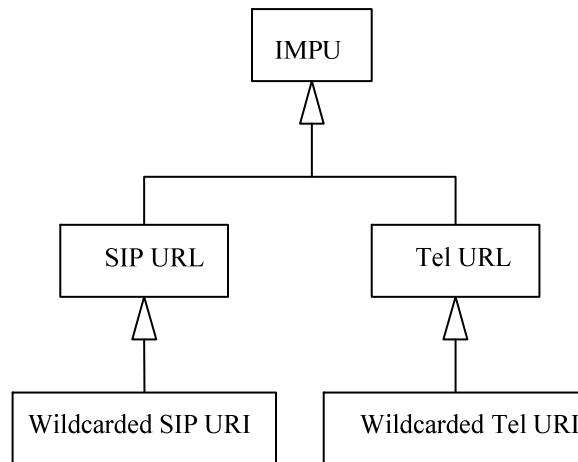 IMPU
SIP URL
Tel URL
Wildcarded SIP URI
Wildcarded Tel URI